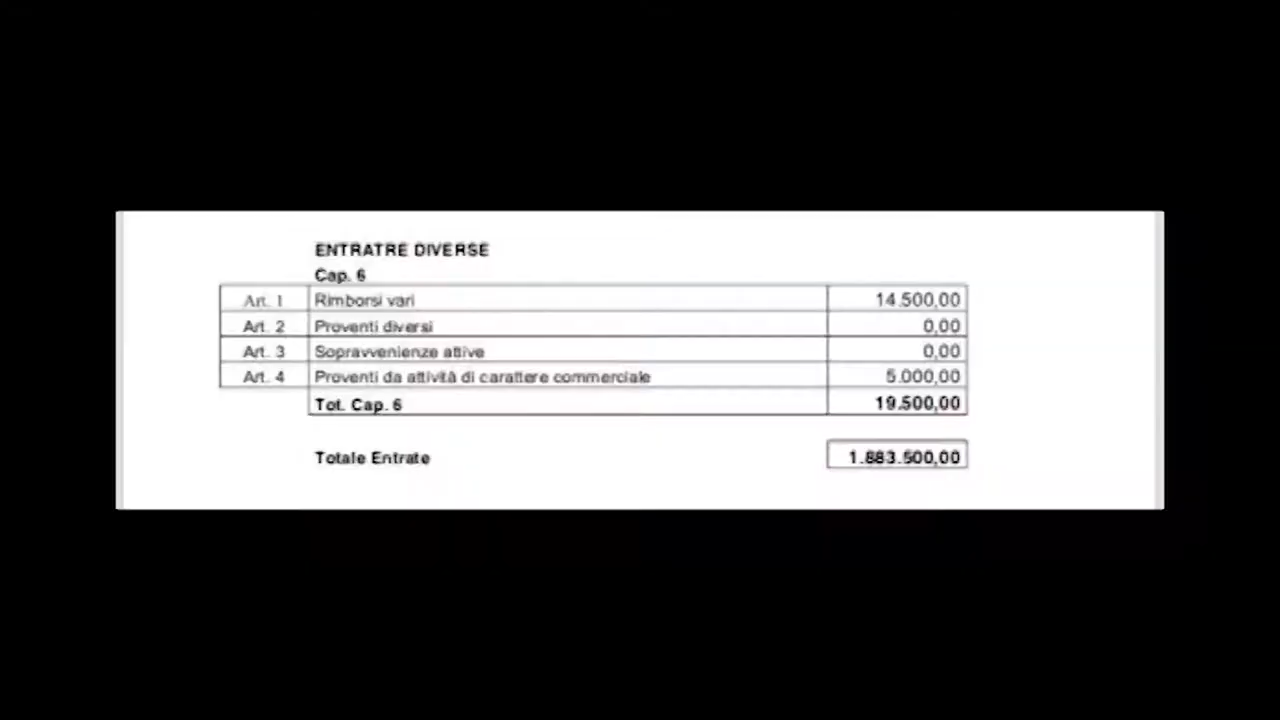 ENTRATRE DIVERSE
Cap. 6
Art. 1 Rimborsi vari 14.500,00
Art. 2 Proventi diversi 0,00
Art. 3 Sopravvenienze attive 0,00
Art. 4 Proventi da attività di carattere commerciale 5.000,00
Tot. Cap. 6 19.500,00
Totale Entrate 1.883.500,00